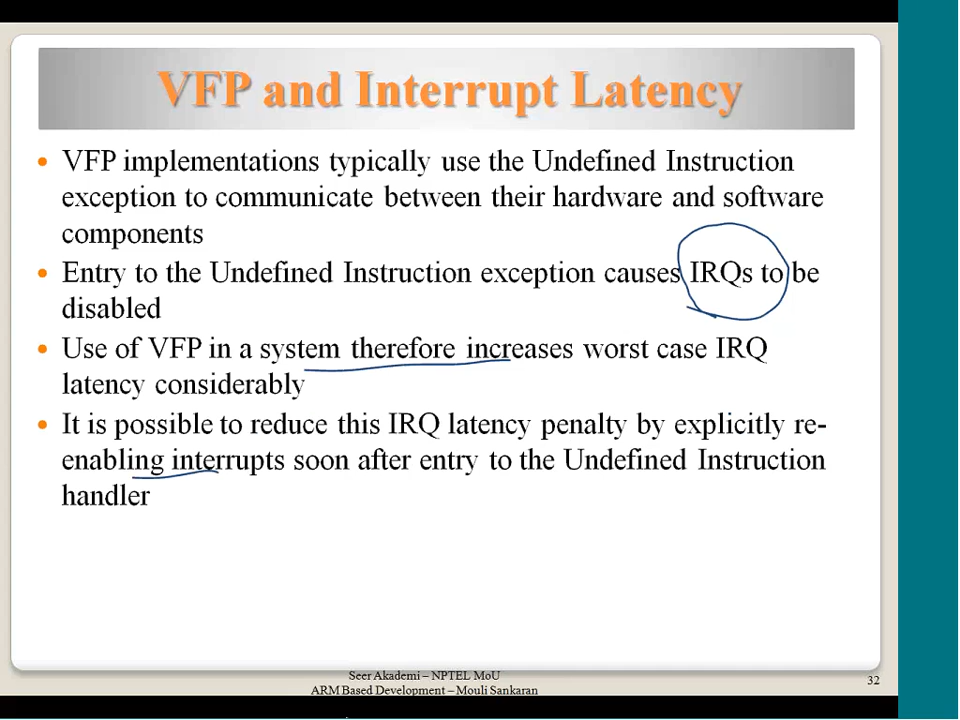 VFP and Interrupt Latency
• VFP implementations typically use the Undefined Instruction
exception to communicate between their hardware and software
components
• Entry to the Undefined Instruction exception causes IRQs to be
disabled
• Use of VFP in a system therefore increases worst case IRQ
latency considerably
• It is possible to reduce this IRQ latency penalty by explicitly re-
enabling interrupts soon after entry to the Undefined Instruction
handler
Seer Akademi – NPTEL MoU
ARM Based Development – Mouli Sankaran
32